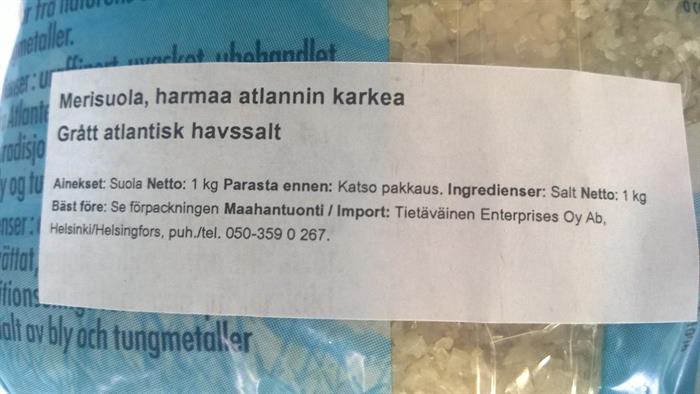 metaller.
uvasket ubehandlet
Merisuola, harmaa atlannin karkea
Grått atlantisk havssalt
Ainekset: Suola Netto: 1 kg Parasta ennen: Katso pakkaus. Ingredienser: Salt Netto: 1 kg
Bäst före: Se förpackningen Maahantuonti / Import: Tietäväinen Enterprises Oy Ab,
Helsinki/Helsingfors, puh./tel. 050-359 0 267.
av bly och tungmetaller